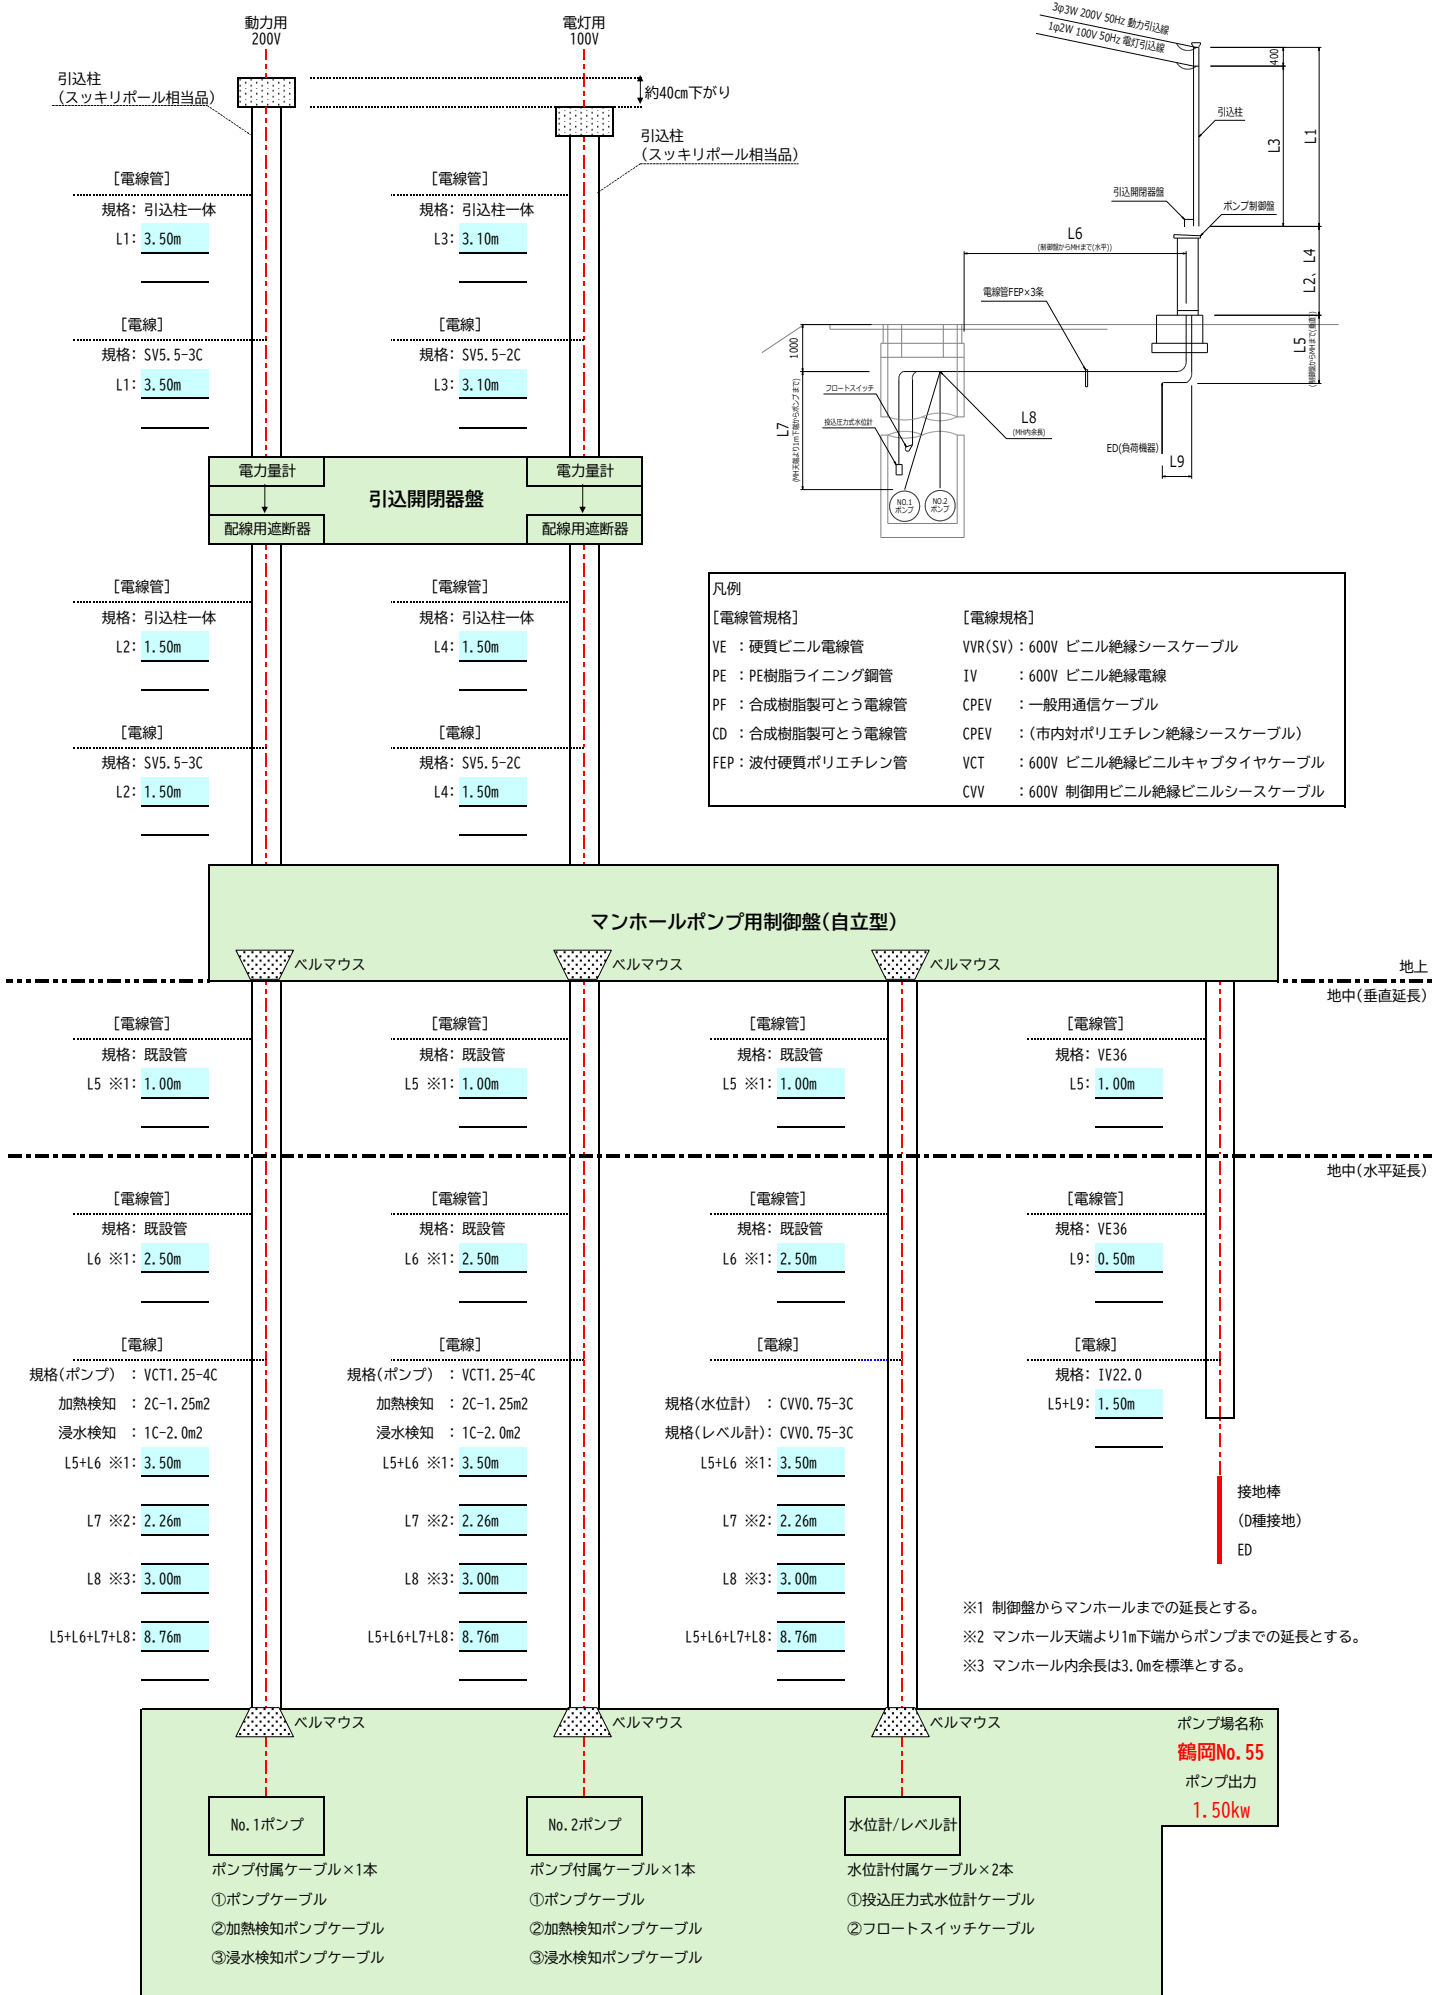 動力用
200V
電灯用
100V
引込柱
(スッキリポール相当品)
約40cm下がり
引込柱
(スッキリポール相当品)
[電線管]
規格: 引込柱一体
L1: 3.50m
[電線管]
規格: 引込柱一体
L3: 3.10m
[電線]
規格: SV5.5-3C
L1: 3.50m
[電線]
規格: SV5.5-2C
L3: 3.10m
電力量計
電力量計
引込開閉器盤
配線用遮断器
配線用遮断器
[電線管]
規格: 引込柱一体
L2: 1.50m
[電線管]
規格: 引込柱一体
L4: 1.50m
[電線]
規格: SV5.5-3C
L2: 1.50m
[電線]
規格: SV5.5-2C
L4: 1.50m
3φ3W 200V 50Hz 動力引込線
1φ2W 100V 50Hz 電灯引込線
400
引込柱
L3
L1
引込開閉器盤
ポンプ制御盤
L6
(制御盤からMHまで(水平))
L2、L4
電線管FEP×3条
1000
L5
(制御盤からMHまで(垂直))
フロートスイッチ
投込圧力式水位計
L7
(MH天端より1m下端からポンプまで)
L8
(MH内余長)
ED(負荷機器)
L9
NO.1
ポンプ
NO.2
ポンプ
凡例
[電線管規格]
[電線規格]
VE :硬質ビニル電線管
VVR(SV):600V ビニル絶縁シースケーブル
PE :PE樹脂ライニング鋼管
IV :600V ビニル絶縁電線
PF :合成樹脂製可とう電線管
CPEV :一般用通信ケーブル
CD :合成樹脂製可とう電線管
CPEV :(市内対ポリエチレン絶縁シースケーブル)
FEP:波付硬質ポリエチレン管
VCT :600V ビニル絶縁ビニルキャブタイヤケーブル
CVV :600V 制御用ビニル絶縁ビニルシースケーブル
マンホールポンプ用制御盤(自立型)
ベルマウス
ベルマウス
ベルマウス
地上
地中(垂直延長)
[電線管]
規格: 既設管
L5 ※1: 1.00m
[電線管]
規格: 既設管
L5 ※1: 1.00m
[電線管]
規格: 既設管
L5 ※1: 1.00m
[電線管]
規格: VE36
L5: 1.00m
地中(水平延長)
[電線管]
規格: 既設管
L6 ※1: 2.50m
[電線管]
規格: 既設管
L6 ※1: 2.50m
[電線管]
規格: 既設管
L6 ※1: 2.50m
[電線管]
規格: VE36
L9: 0.50m
[電線]
規格(ポンプ) : VCT1.25-4C
加熱検知 : 2C-1.25m2
浸水検知 : 1C-2.0m2
L5+L6 ※1: 3.50m
L7 ※2: 2.26m
L8 ※3: 3.00m
L5+L6+L7+L8: 8.76m
[電線]
規格(ポンプ) : VCT1.25-4C
加熱検知 : 2C-1.25m2
浸水検知 : 1C-2.0m2
L5+L6 ※1: 3.50m
L7 ※2: 2.26m
L8 ※3: 3.00m
L5+L6+L7+L8: 8.76m
[電線]
規格(水位計) : CVV0.75-3C
規格(レベル計): CVV0.75-3C
L5+L6 ※1: 3.50m
L7 ※2: 2.26m
L8 ※3: 3.00m
L5+L6+L7+L8: 8.76m
[電線]
規格: IV22.0
L5+L9: 1.50m
接地棒
(D種接地)
ED
※1 制御盤からマンホールまでの延長とする。
※2 マンホール天端より1m下端からポンプまでの延長とする。
※3 マンホール内余長は3.0mを標準とする。
ベルマウス
ベルマウス
ベルマウス
ポンプ場名称
鶴岡No.55
ポンプ出力
1.50kw
No.1ポンプ
ポンプ付属ケーブル×1本
①ポンプケーブル
②加熱検知ポンプケーブル
③浸水検知ポンプケーブル
No.2ポンプ
ポンプ付属ケーブル×1本
①ポンプケーブル
②加熱検知ポンプケーブル
③浸水検知ポンプケーブル
水位計/レベル計
水位計付属ケーブル×2本
①投込圧力式水位計ケーブル
②フロートスイッチケーブル